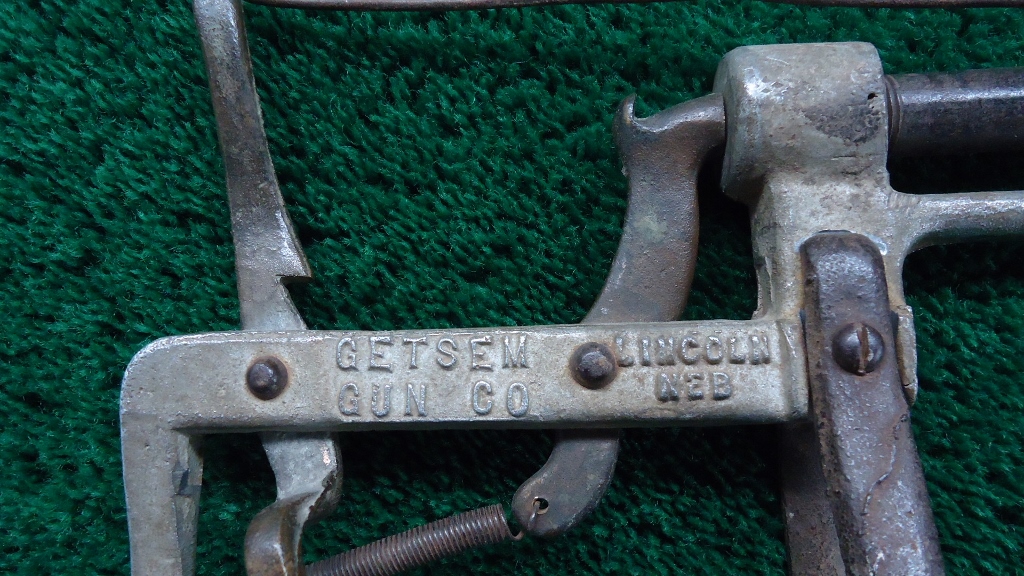 GETSEM
GUN CO
LINCOLN
NEB